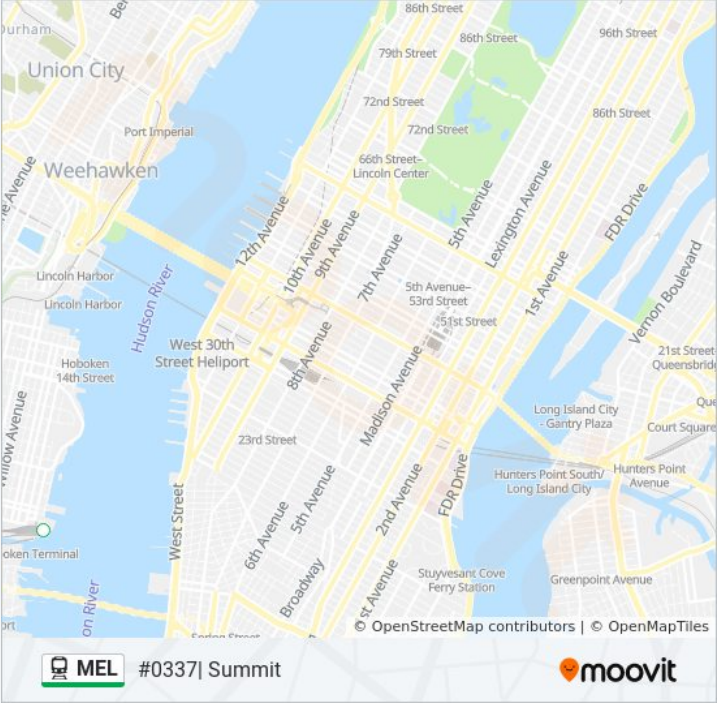 86th Street
Durham
86th Street
96th Street
79th Street
Union City
72nd Street
86th Street
Port Imperial
72nd Street
66th Street–
Lincoln Center
Weehawken
5th Avenue
Lexington Avenue
FDR Drive
12th Avenue
10th Avenue
9th Avenue
7th Avenue
1st Avenue
Vernon Boulevard
Lincoln Harbor
5th Avenue–
53rd Street
Lincoln Harbor
Hudson River
51st Street
West 30th
Street Heliport
8th Avenue
21st Street
Queensbridg
Hoboken
14th Street
Madison Avenue
Long Island City
- Gantry Plaza
Que
Court Square
Willow Avenue
23rd Street
Hunters Point South/
Long Island City
Hunters Point
Avenue
West Street
6th Avenue
5th Avenue
2nd Avenue
FDR Drive
oken Terminal
Broadway
st Avenue
Stuyvesant Cove
Ferry Station
Greenpoint Avenue
on River
ort
Spring Street
© OpenStreetMap contributors | © OpenMapTiles
MEL #0337| Summit
moovit